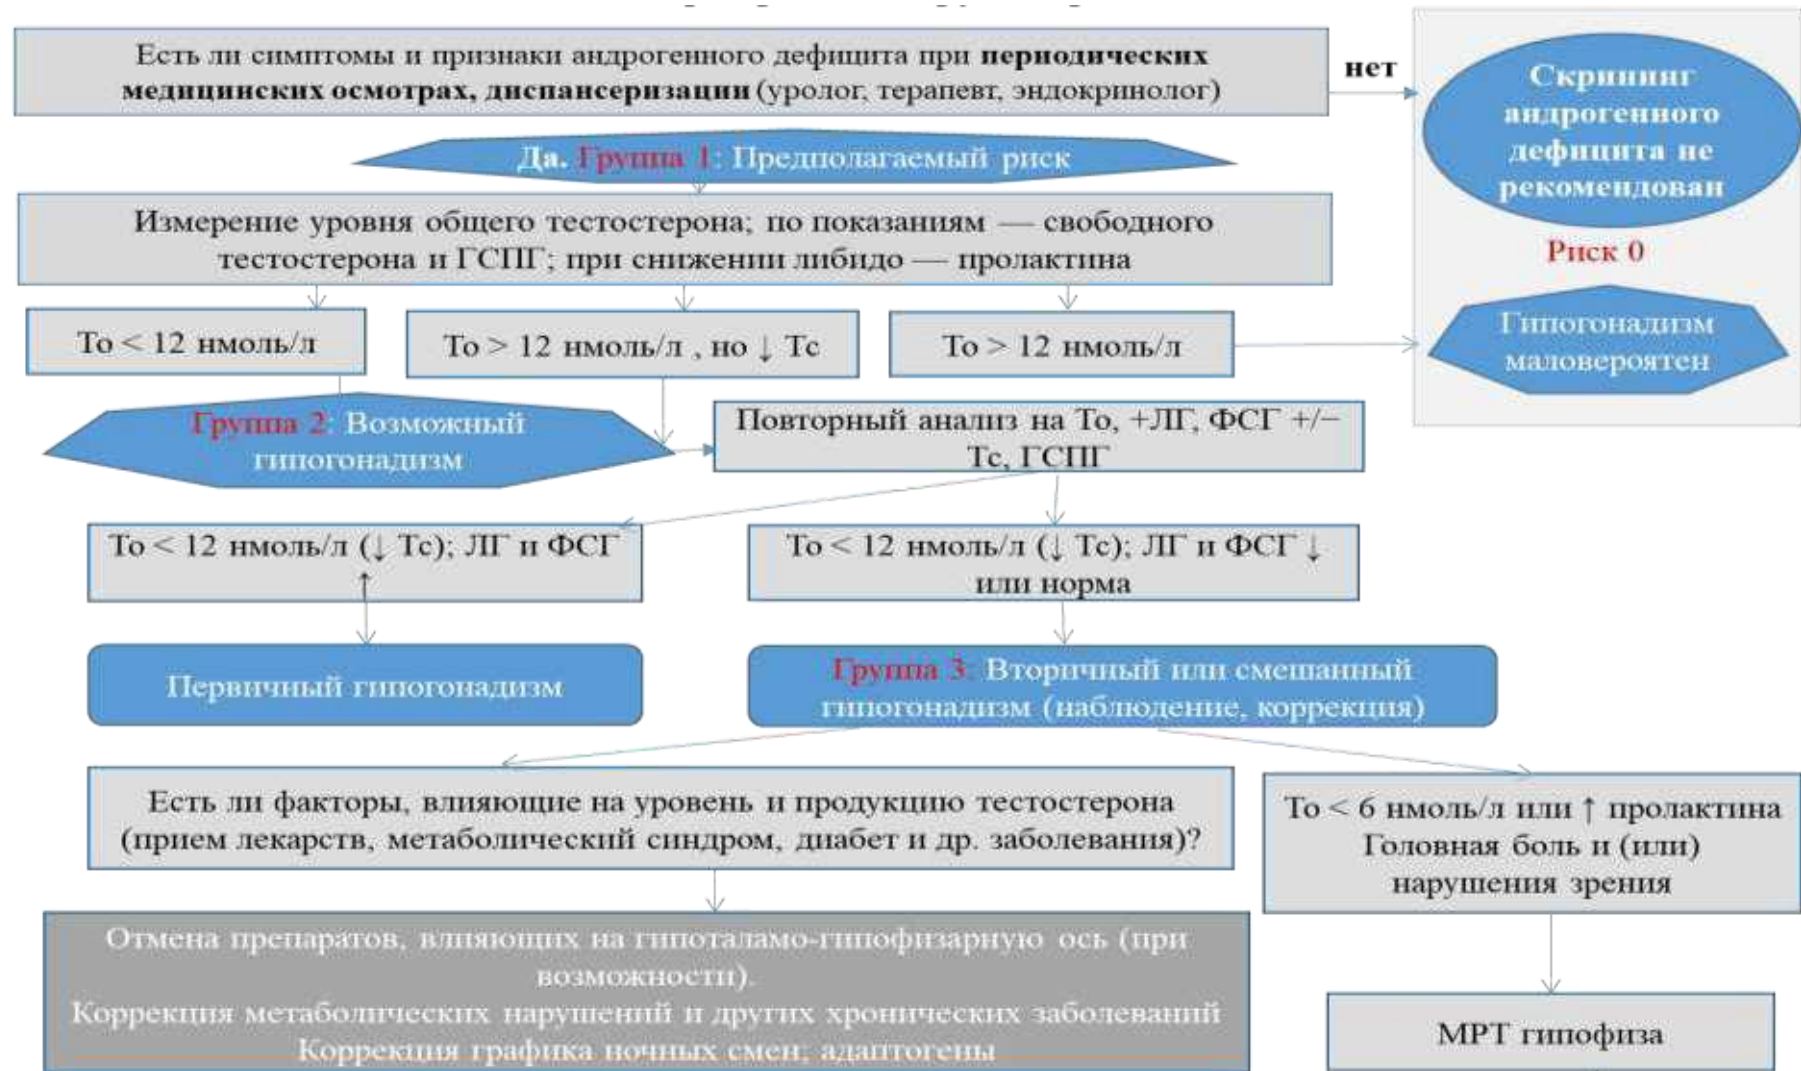 Есть ли симптомы и признаки андрогенного дефицита при периодических
медицинских осмотрах, диспансеризации (уролог, терапевт, эндокринолог)
нет
Скрининг
андрогенного
дефицита не
рекомендован
Риск 0
Да. Группа 1: Предполагаемый риск
Измерение уровня общего тестостерона; по показаниям — свободного
тестостерона и ГСПГ; при снижении либидо — пролактина
То < 12 нмоль/л
То > 12 нмоль/л , но ↓ Тс
То > 12 нмоль/л
Гипогонадизм
маловероятен
Группа 2: Возможный
гипогонадизм
Повторный анализ на То, +ЛГ, ФСГ +/−
Тс, ГСПГ
То < 12 нмоль/л (↓ Тс); ЛГ и ФСГ
↑
То < 12 нмоль/л (↓ Тс); ЛГ и ФСГ ↓
или норма
Первичный гипогонадизм
Группа 3: Вторичный или смешанный
гипогонадизм (наблюдение, коррекция)
Есть ли факторы, влияющие на уровень и продукцию тестостерона
(прием лекарств, метаболический синдром, диабет и др. заболевания)?
То < 6 нмоль/л или ↑ пролактина
Головная боль и (или)
нарушения зрения
Отмена препаратов, влияющих на гипоталамо-гипофизарную ось (при
возможности).
Коррекция метаболических нарушений и других хронических заболеваний
Коррекция графика ночных смен; адаптогены
МРТ гипофиза